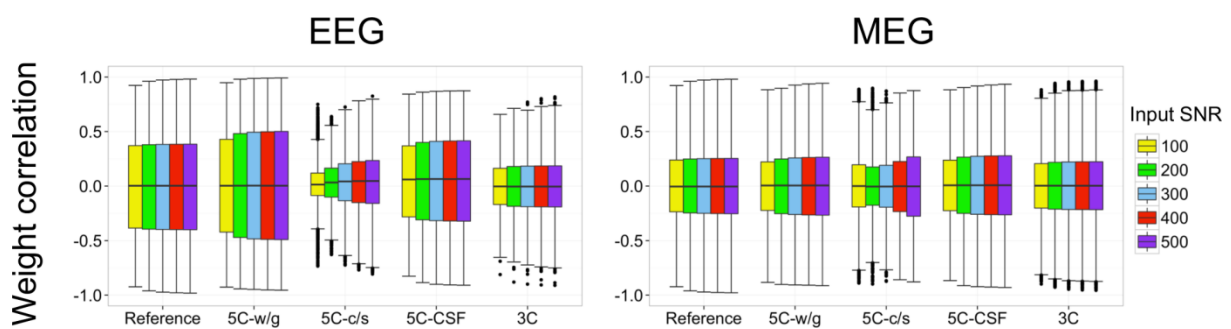 EEG
MEG
Weight correlation
1.0
0.5
0.0
-0.5
-1.0
Reference 5C-w/g 5C-c/s 5C-CSF 3C
1.0
0.5
0.0
-0.5
-1.0
Reference 5C-w/g 5C-c/s 5C-CSF 3C
Input SNR
100
200
300
400
500